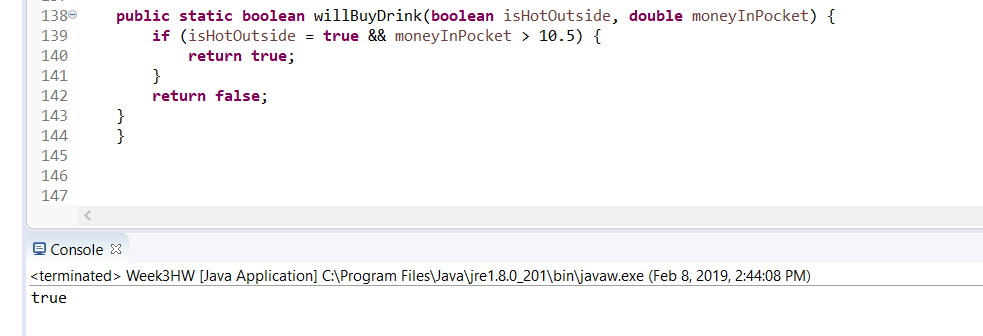 138 public static boolean willBuyDrink(boolean isHotOutside, double moneyInPocket) {
139 if (isHotOutside = true && moneyInPocket > 10.5) {
140 return true;
141 }
142 return false;
143 }
144 }
145
146
147
Console
<terminated> Week3HW [Java Application] C:\Program Files\Java\jre1.8.0_201\bin\javaw.exe (Feb 8, 2019, 2:44:08 PM)
true